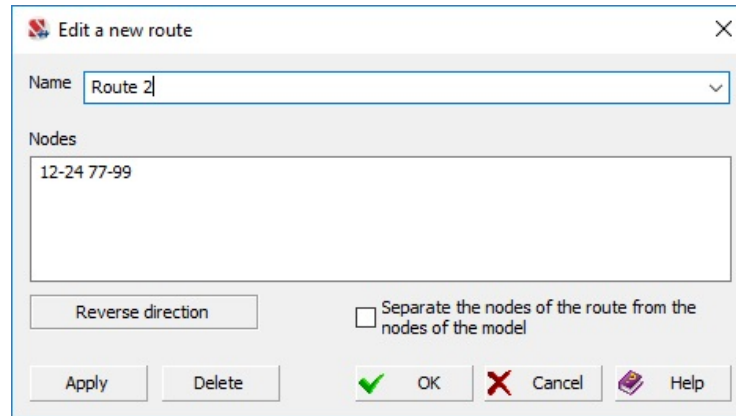 Edit a new route
Name Route 2
Nodes
12-24 77-99
Reverse direction
Separate the nodes of the route from the
nodes of the model
Apply Delete OK Cancel Help